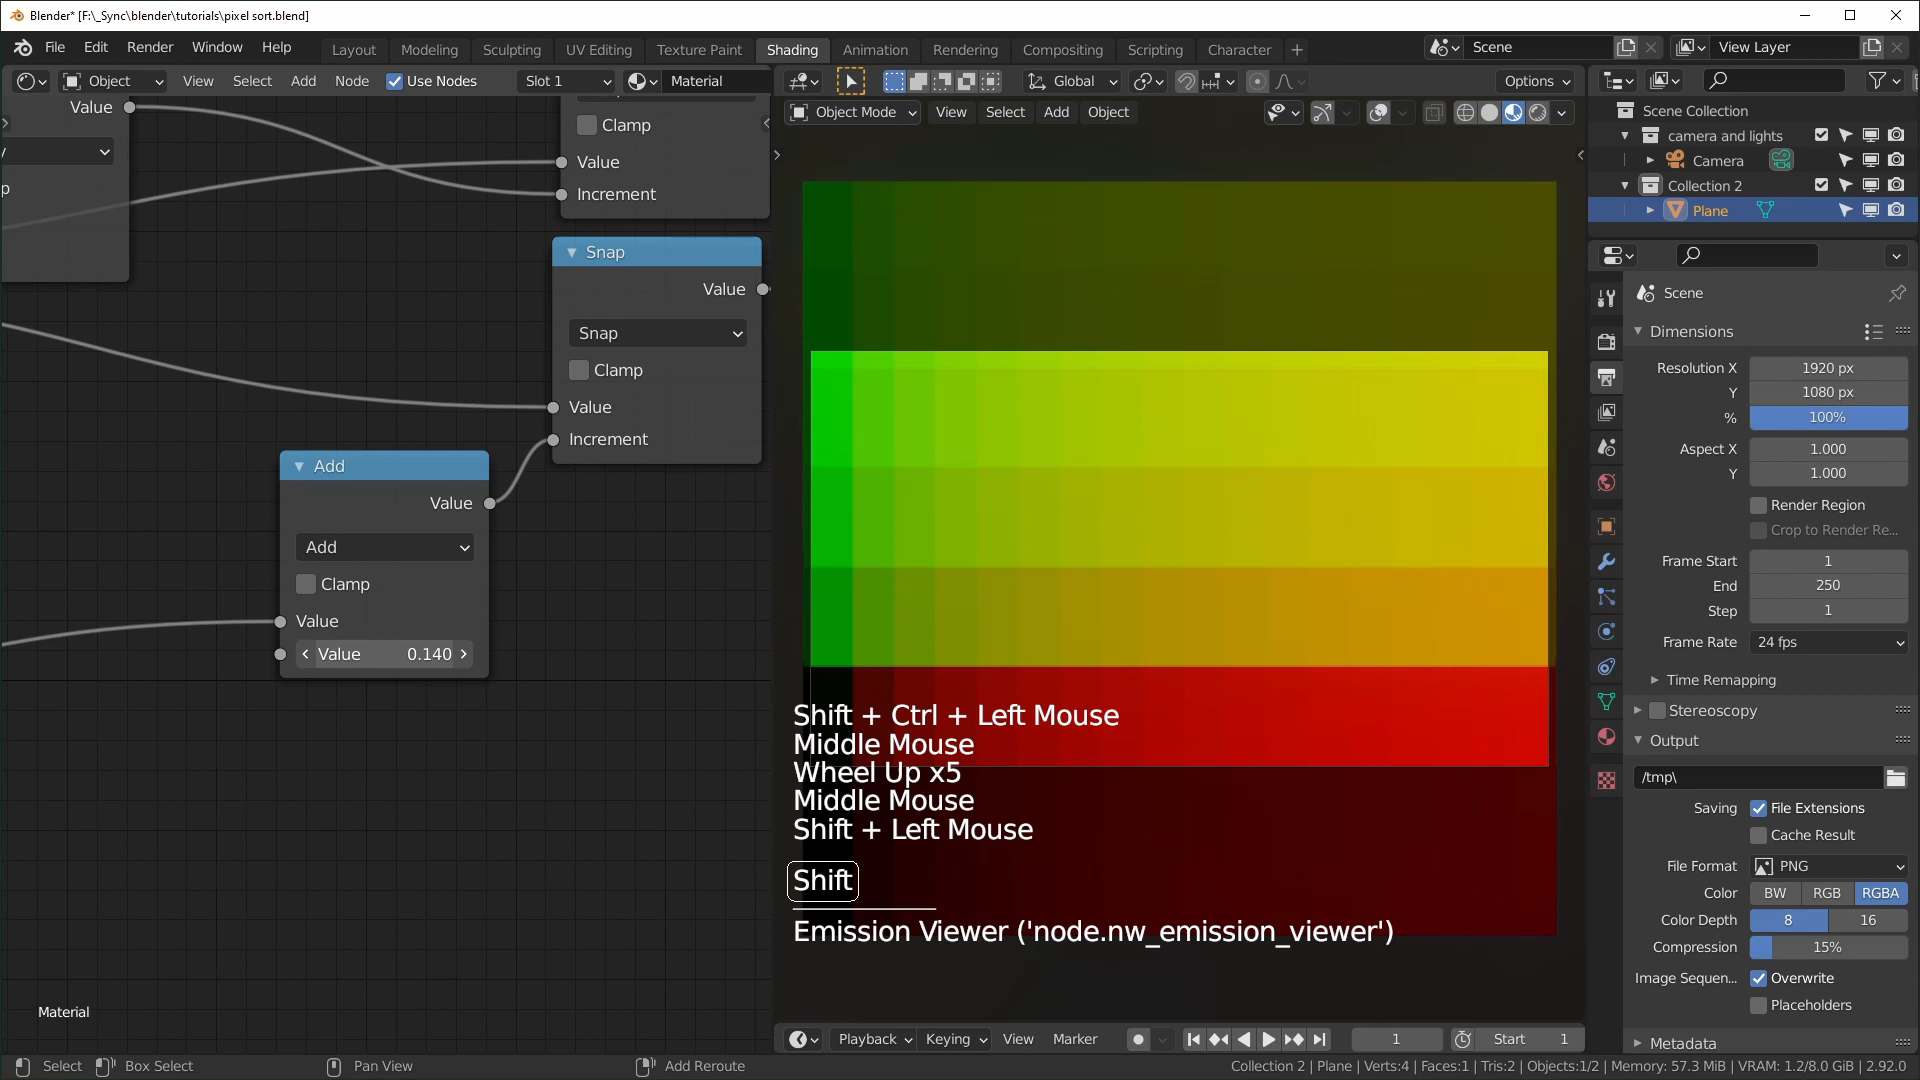 Blender* [F:\_Sync\blender\tutorials\pixel sort.blend]
File Edit Render Window Help
Layout Modeling Sculpting UV Editing Texture Paint Shading Animation Rendering Compositing Scripting Character +
Scene
View Layer
Object View Select Add Node Use Nodes Slot 1 Material
Global Options
Object Mode View Select Add Object
Value
y
p
Clamp
Value
Increment
Snap
Value
Snap
Clamp
Value
Increment
Add
Value
Add
Clamp
Value
Value 0.140
Material
Shift + Ctrl + Left Mouse
Middle Mouse
Wheel Up x5
Middle Mouse
Shift + Left Mouse
Shift
Emission Viewer ('node.nw_emission_viewer')
Playback Keying View Marker 1 Start 1
Scene Collection
camera and lights
Camera
Collection 2
Plane
Scene
Dimensions
Resolution X 1920 px
Y 1080 px
% 100%
Aspect X 1.000
Y 1.000
Render Region
Crop to Render Re...
Frame Start 1
End 250
Step 1
Frame Rate 24 fps
Time Remapping
Stereoscopy
Output
/tmp\
Saving File Extensions
Cache Result
File Format PNG
Color BW RGB RGBA
Color Depth 8 16
Compression 15%
Image Sequen... Overwrite
Placeholders
Metadata
Select Box Select Pan View Add Reroute
Collection 2 | Plane | Verts:4 | Faces:1 | Tris:2 | Objects:1/2 | Memory: 57.3 MiB | VRAM: 1.2/8.0 GiB | 2.92.0